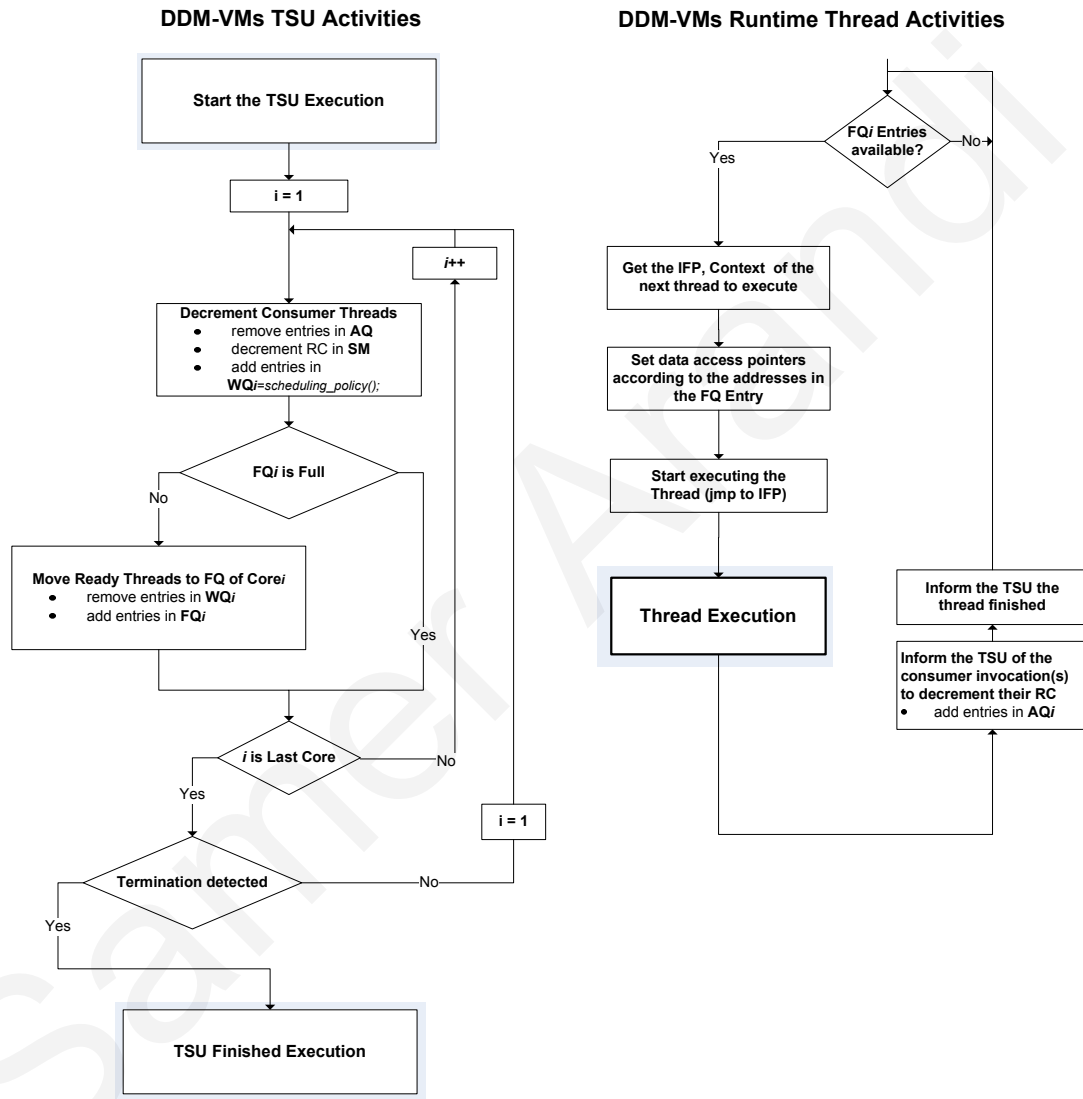 DDM-VMs TSU Activities
Start the TSU Execution
i = 1
i++
Decrement Consumer Threads
• remove entries in AQ
• decrement RC in SM
• add entries in
WQi=scheduling_policy();
FQi is Full
No
Yes
Move Ready Threads to FQ of Corei
• remove entries in WQi
• add entries in FQi
i is Last Core
No
Yes
i = 1
Termination detected
No
Yes
TSU Finished Execution
DDM-VMs Runtime Thread Activities
FQi Entries
available?
No
Yes
Get the IFP, Context of the
next thread to execute
Set data access pointers
according to the addresses in
the FQ Entry
Start executing the
Thread (jmp to IFP)
Thread Execution
Inform the TSU the
thread finished
Inform the TSU of the
consumer invocation(s)
to decrement their RC
• add entries in AQi
Samer Arandi